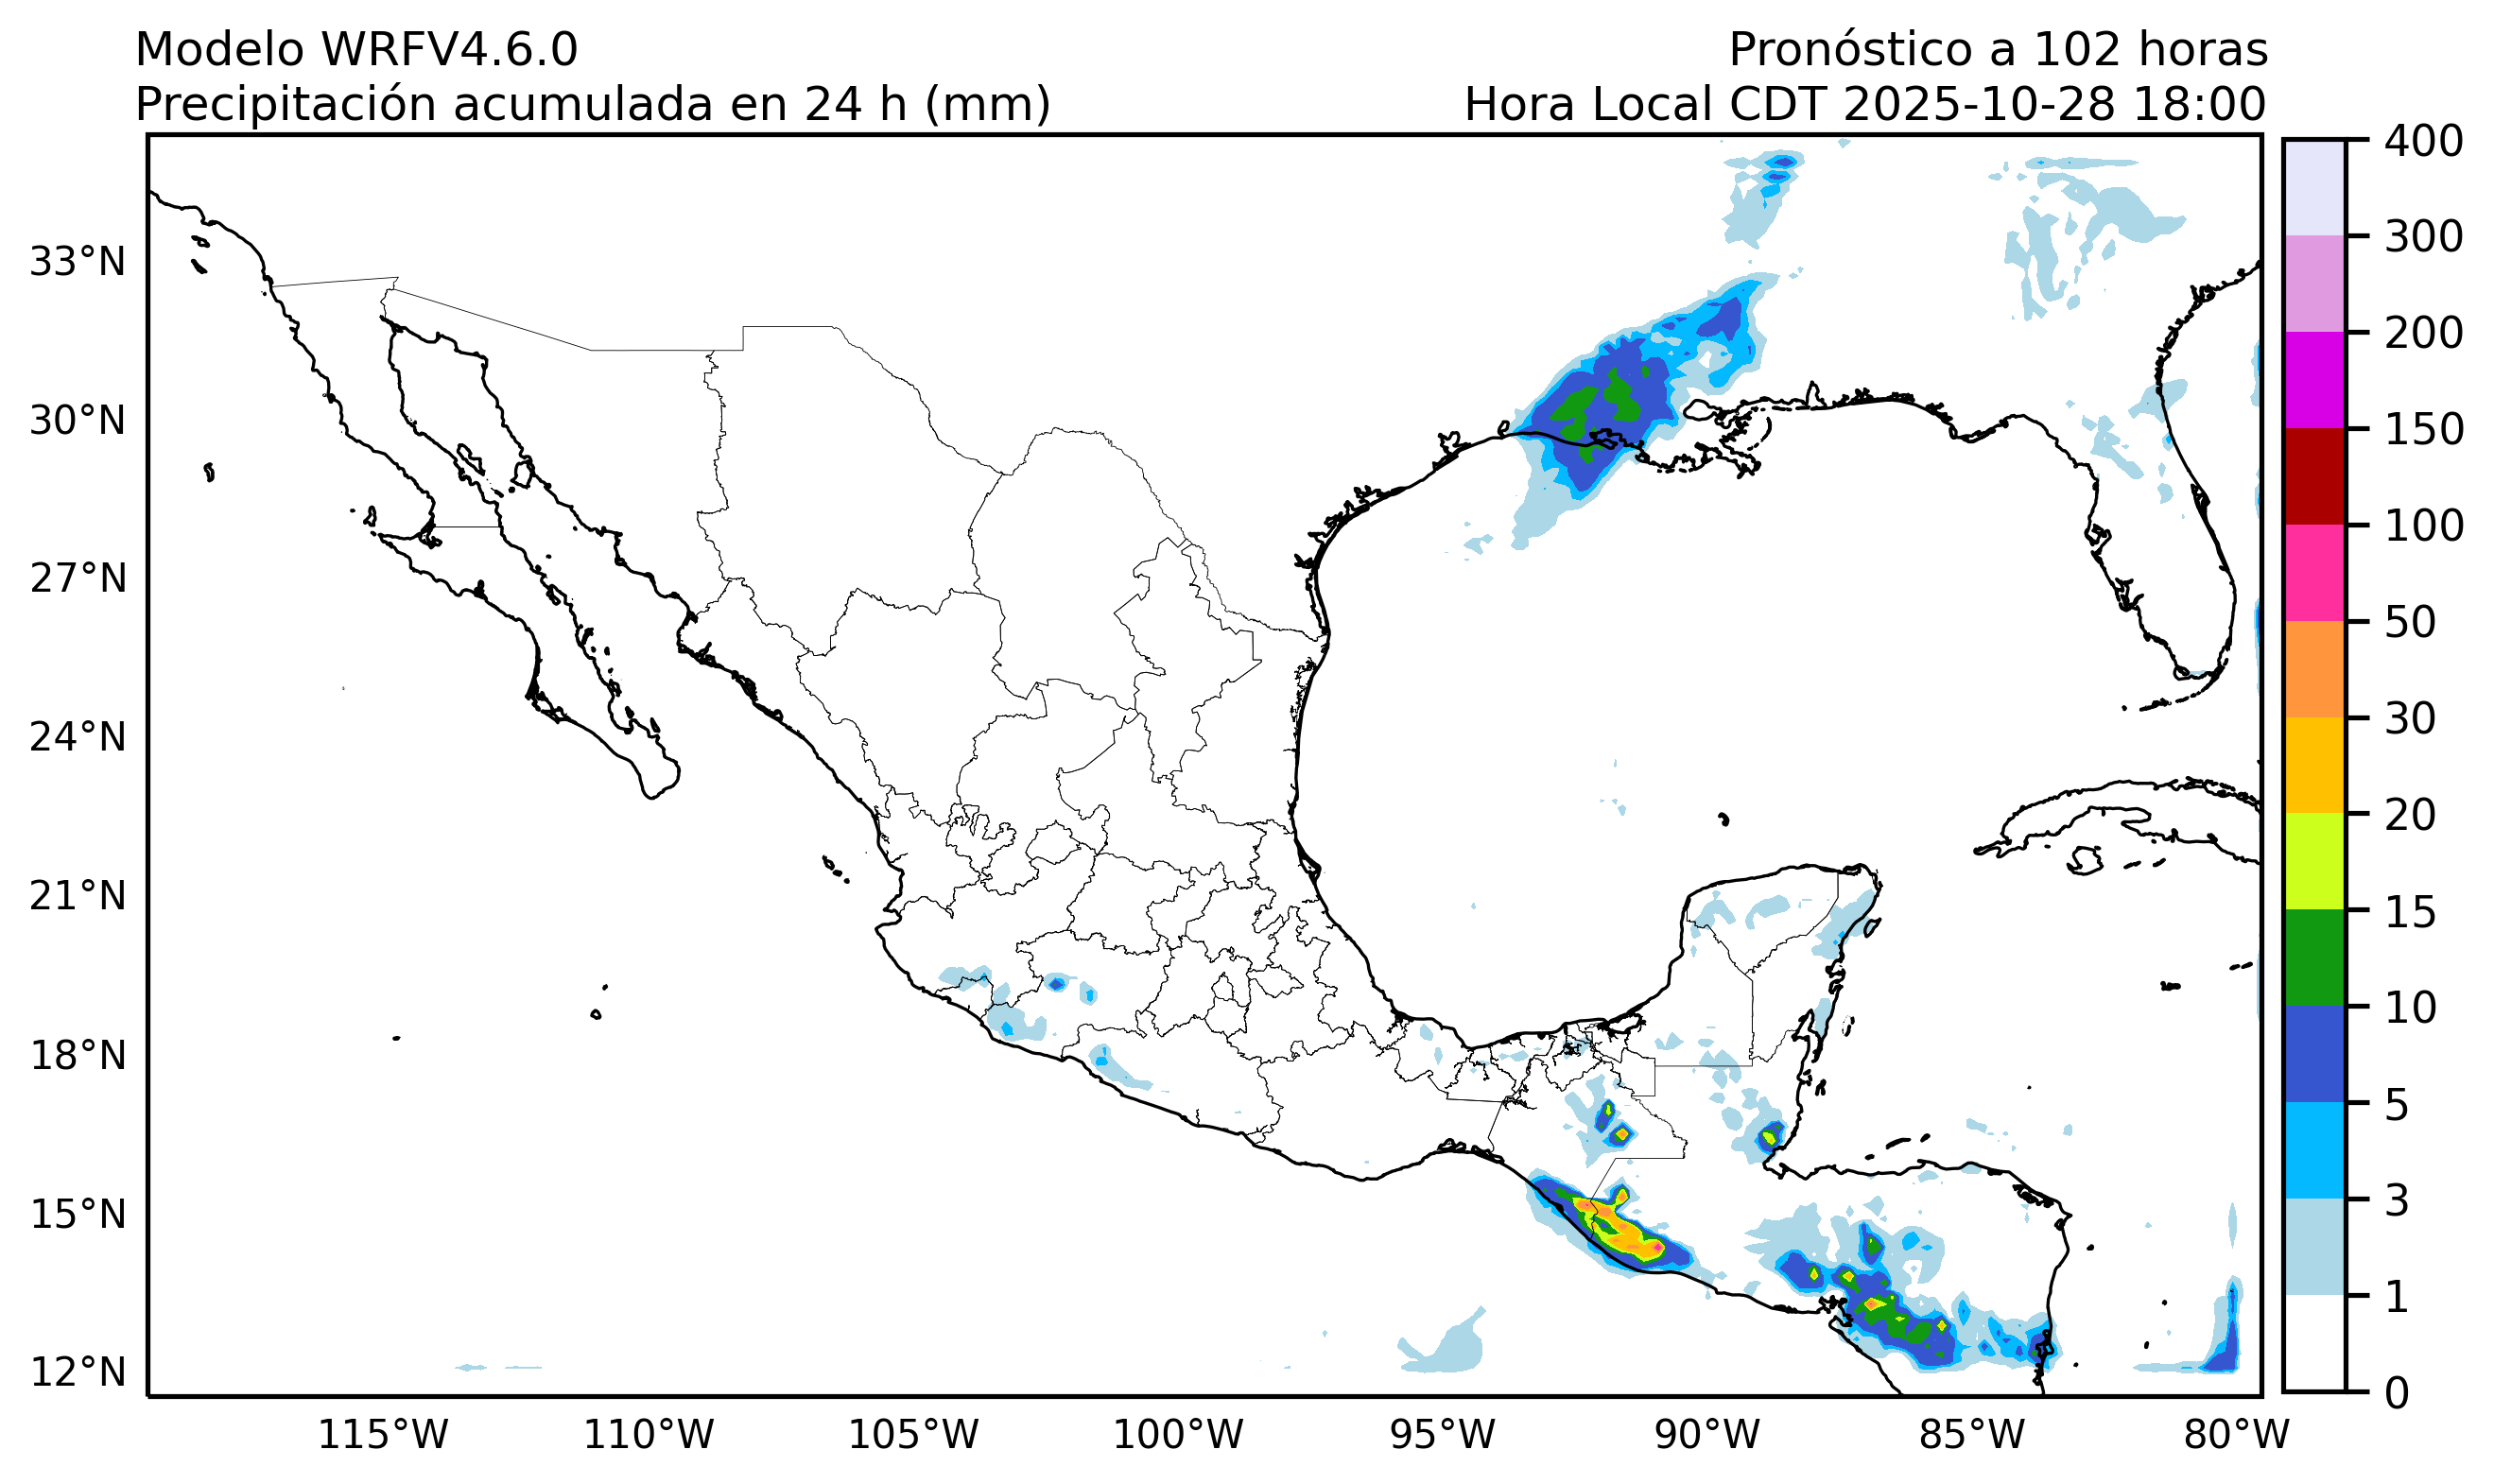 Modelo WRFV4.6.0
Pronóstico a 102 horas
Precipitación acumulada en 24 h (mm)
Hora Local CDT 2025-10-28 18:00
33°N
30°N
27°N
24°N
21°N
18°N
15°N
12°N
115°W
110°W
105°W
100°W
95°W
90°W
85°W
80°W
400
300
200
150
100
50
30
20
15
10
5
3
1
0